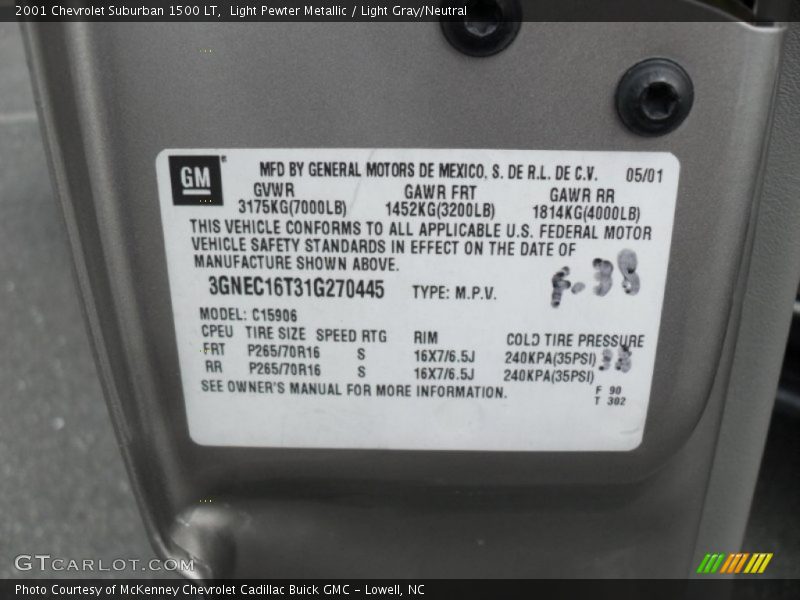 2001 Chevrolet Suburban 1500 LT,  Light Pewter Metallic / Light Gray/Neutral
GM
MFD BY GENERAL MOTORS DE MEXICO, S. DE R.L. DE C.V. 05/01
GVWR GAWR FRT GAWR RR
3175KG(7000LB) 1452KG(3200LB) 1814KG(4000LB)
THIS VEHICLE CONFORMS TO ALL APPLICABLE U.S. FEDERAL MOTOR
VEHICLE SAFETY STANDARDS IN EFFECT ON THE DATE OF
MANUFACTURE SHOWN ABOVE.
F-38
3GNEC16T31G270445 TYPE: M.P.V.
MODEL: C15906
CPEU TIRE SIZE SPEED RTG RIM COLD TIRE PRESSURE
FRT P265/70R16 S 16X7/6.5J 240KPA(35PSI) 38
RR P265/70R16 S 16X7/6.5J 240KPA(35PSI)
SEE OWNER'S MANUAL FOR MORE INFORMATION.
F 90
T 302
GTCARLOT.COM
Photo Courtesy of McKenney Chevrolet Cadillac Buick GMC - Lowell, NC